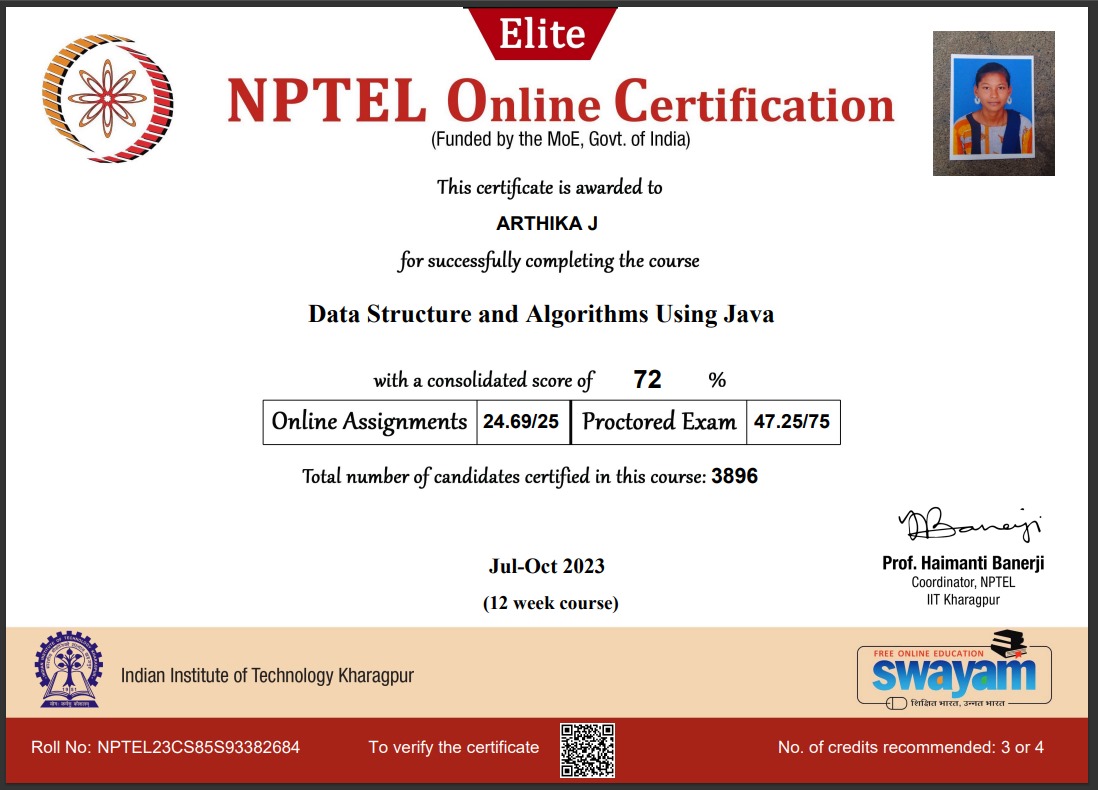 Elite
NPTEL Online Certification
(Funded by the MoE, Govt. of India)
This certificate is awarded to
ARTHIKA J
for successfully completing the course
Data Structure and Algorithms Using Java
with a consolidated score of 72 %
Online Assignments 24.69/25 Proctored Exam 47.25/75
Total number of candidates certified in this course: 3896
Prof. Haimanti Banerji
Coordinator, NPTEL
IIT Kharagpur
Jul-Oct 2023
(12 week course)
Indian Institute of Technology Kharagpur
FREE ONLINE EDUCATION
swayam
शिक्षित भारत, उन्नत भारत
Roll No: NPTEL23CS85S93382684 To verify the certificate No. of credits recommended: 3 or 4